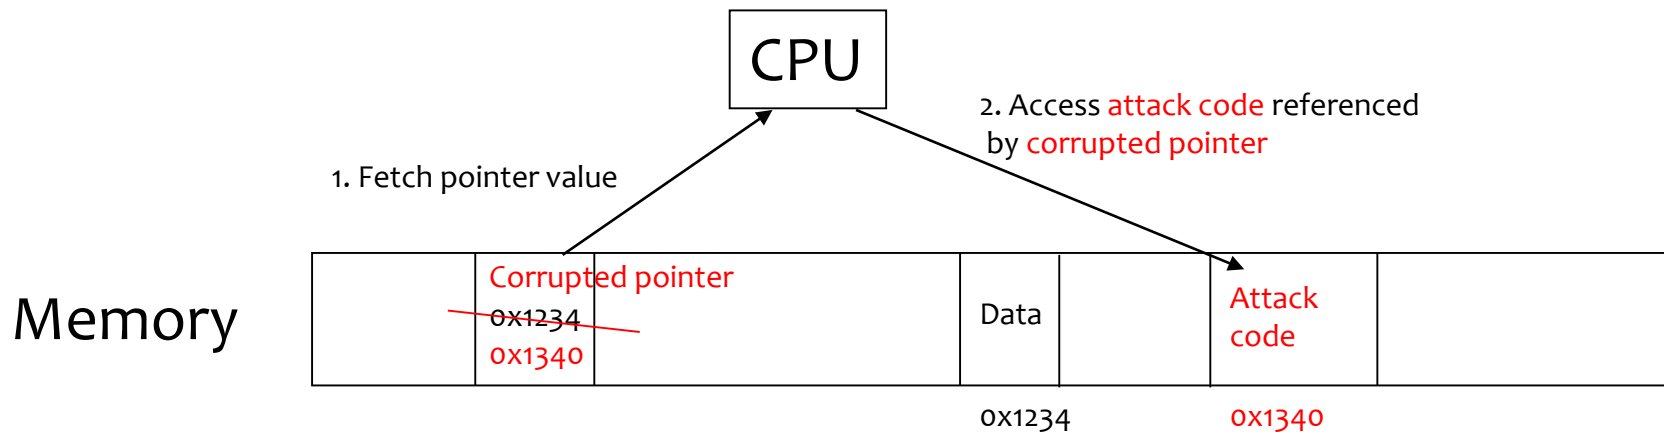 CPU
2. Access attack code referenced
by corrupted pointer
1. Fetch pointer value
Memory
Corrupted pointer
0x1234
0x1340
Data
Attack
code
0x1234
0x1340